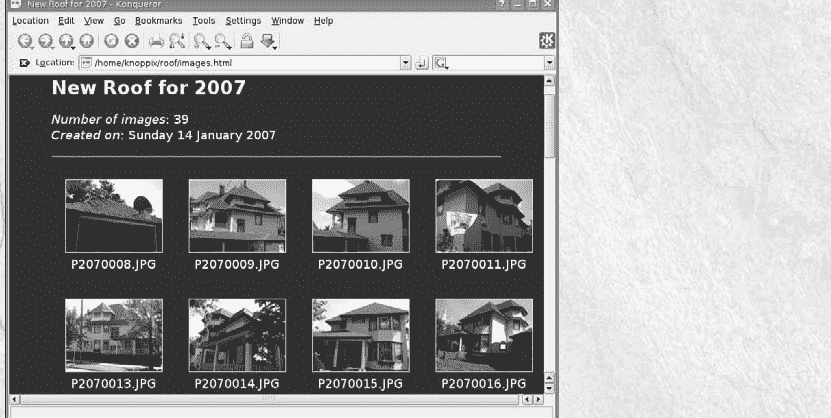 New Roof for 2007 - Konqueror
Location Edit View Go Bookmarks Tools Settings Window Help
Location: /home/knoppix/roof/images.html
New Roof for 2007
Number of images: 39
Created on: Sunday 14 January 2007
P2070008.JPG P2070009.JPG P2070010.JPG P2070011.JPG
P2070013.JPG P2070014.JPG P2070015.JPG P2070016.JPG